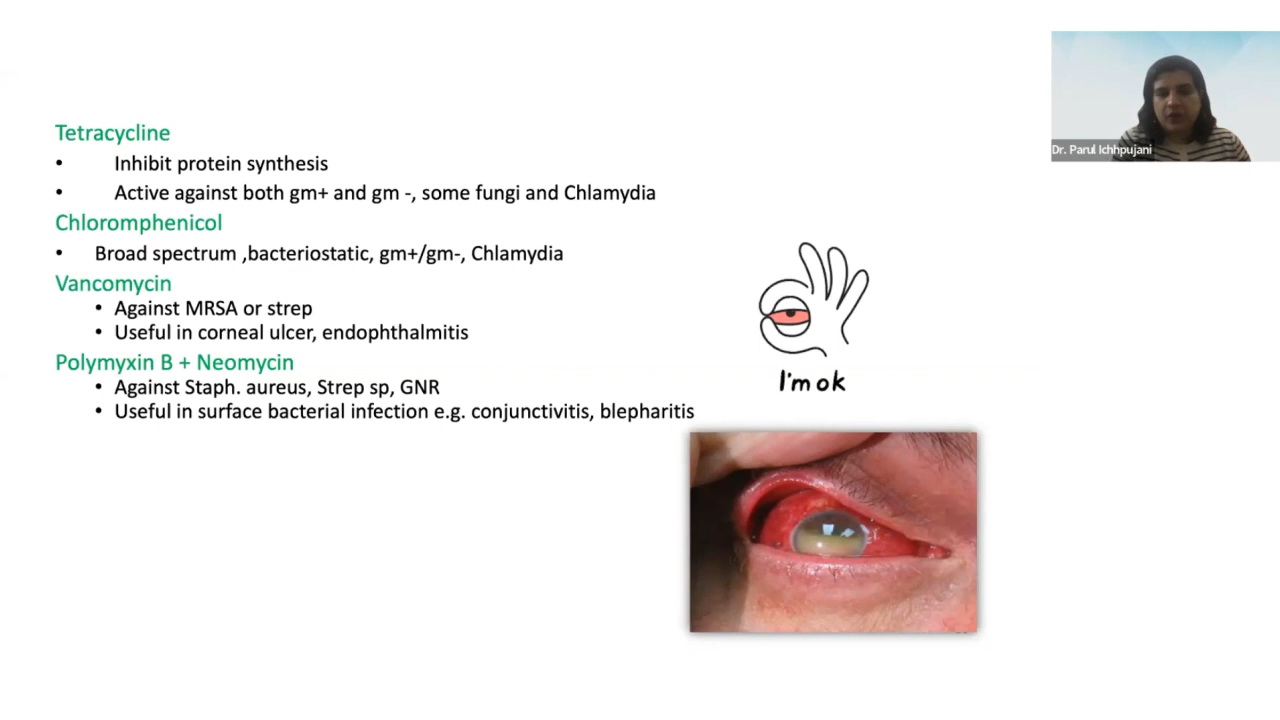 Tetracycline
• Inhibit protein synthesis
• Active against both gm+ and gm -, some fungi and Chlamydia
Chloromphenicol
• Broad spectrum ,bacteriostatic, gm+/gm-, Chlamydia
Vancomycin
• Against MRSA or strep
• Useful in corneal ulcer, endophthalmitis
Polymyxin B + Neomycin
• Against Staph. aureus, Strep sp, GNR
• Useful in surface bacterial infection e.g. conjunctivitis, blepharitis
I'm ok
Dr. Parul Ichhpujani